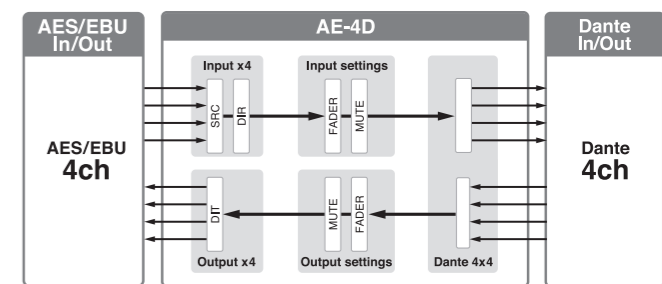 AES/EBU
In/Out
AE-4D
Dante
In/Out
Input x4
Input settings
SRC
DIR
FADER
MUTE
AES/EBU
4ch
Dante
4ch
DIT
MUTE
FADER
Output x4
Output settings
Dante 4x4